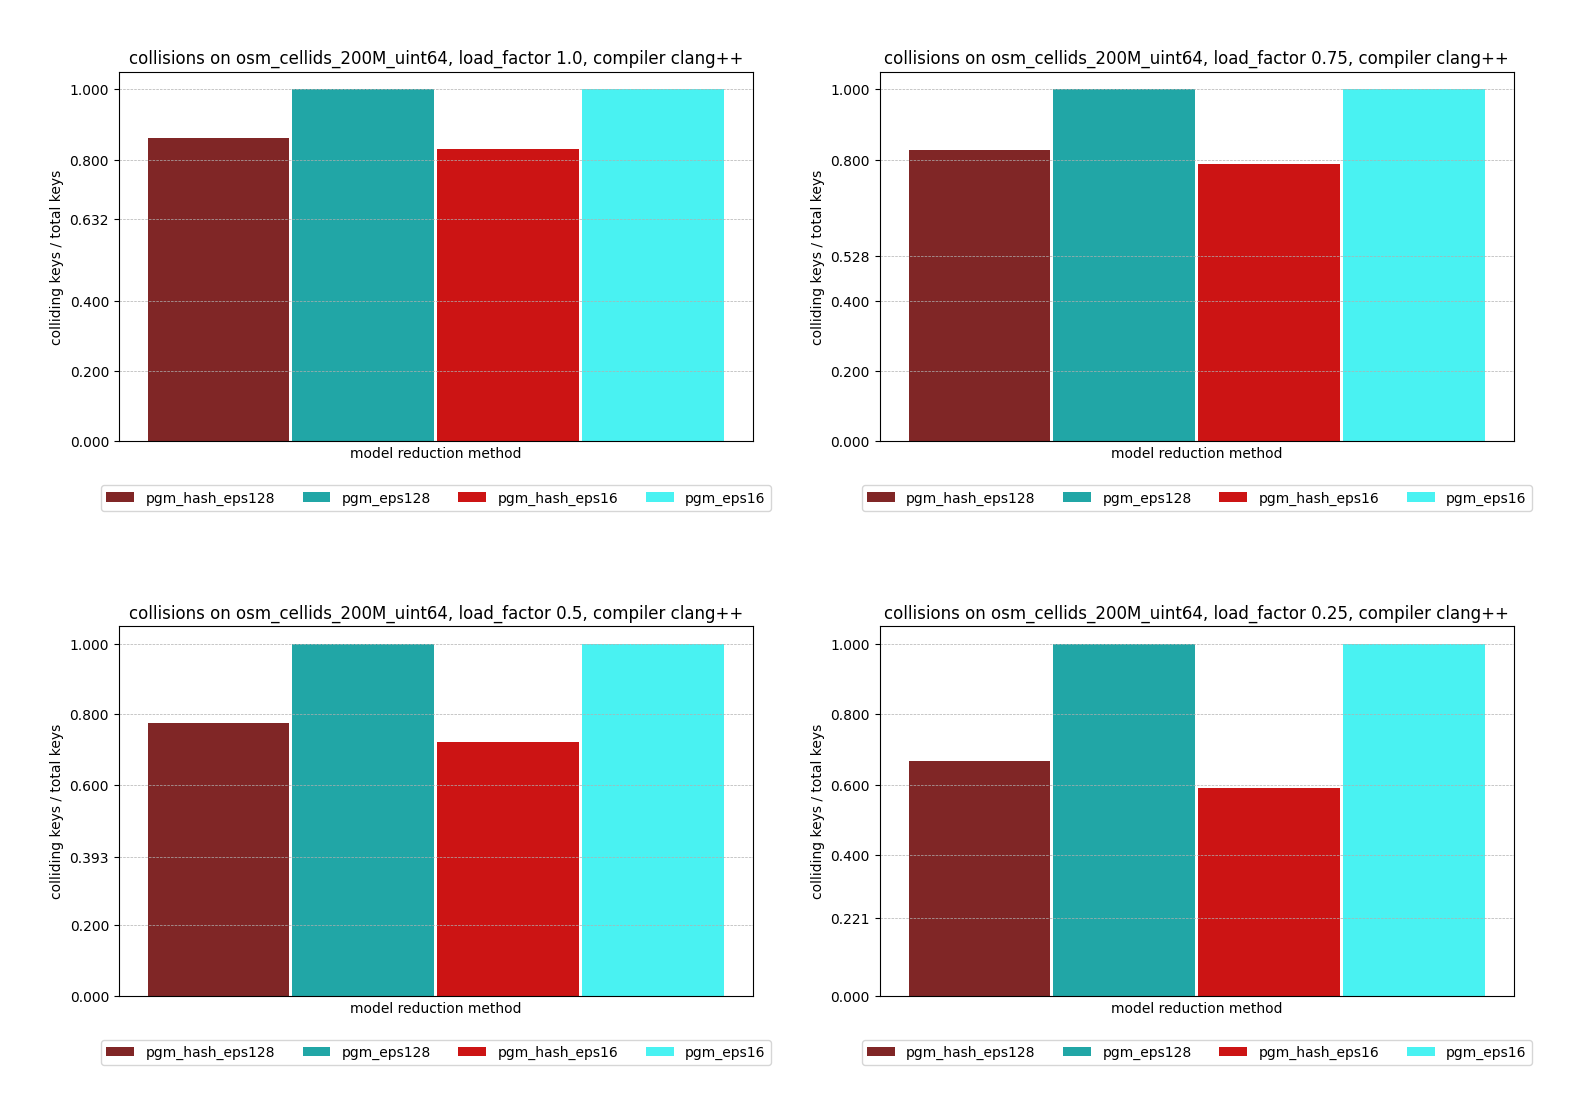 collisions on osm_cellids_200M_uint64, load_factor 1.0, compiler clang++
1.000
0.800
0.632
0.400
0.200
0.000
colliding keys / total keys
model reduction method
pgm_hash_eps128 pgm_eps128 pgm_hash_eps16 pgm_eps16
collisions on osm_cellids_200M_uint64, load_factor 0.75, compiler clang++
1.000
0.800
0.528
0.400
0.200
0.000
colliding keys / total keys
model reduction method
pgm_hash_eps128 pgm_eps128 pgm_hash_eps16 pgm_eps16
collisions on osm_cellids_200M_uint64, load_factor 0.5, compiler clang++
1.000
0.800
0.600
0.393
0.200
0.000
colliding keys / total keys
model reduction method
pgm_hash_eps128 pgm_eps128 pgm_hash_eps16 pgm_eps16
collisions on osm_cellids_200M_uint64, load_factor 0.25, compiler clang++
1.000
0.800
0.600
0.400
0.221
0.000
colliding keys / total keys
model reduction method
pgm_hash_eps128 pgm_eps128 pgm_hash_eps16 pgm_eps16